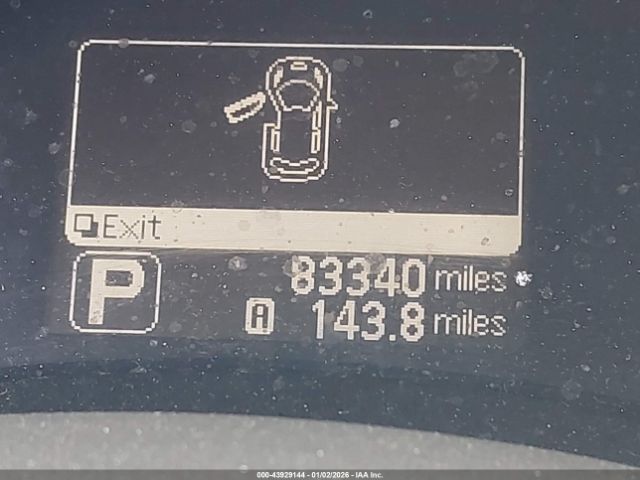 Exit
P 83340 miles
A 143.8 miles
000-43929144 - 01/02/2026 - IAA Inc.